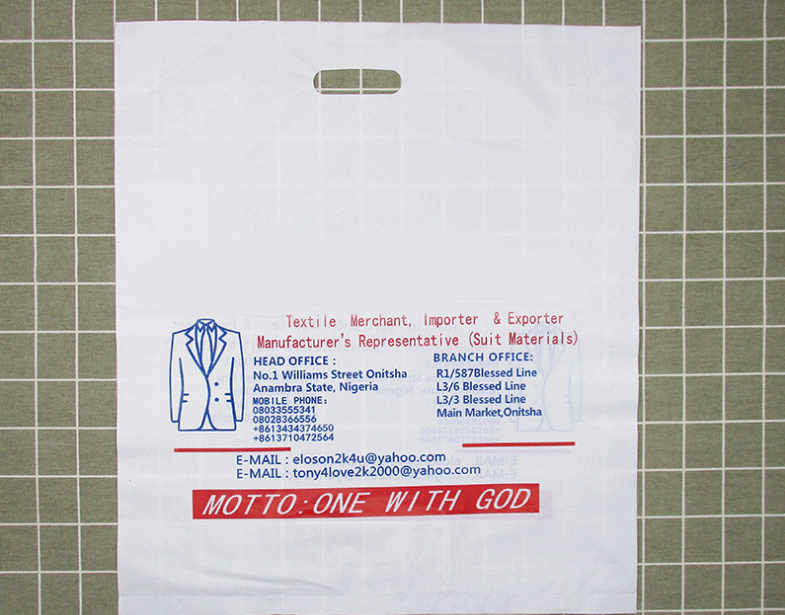 Textile Merchant, Importer & Exporter
Manufacturer's Representative (Suit Materials)
HEAD OFFICE :
No.1 Williams Street Onitsha
Anambra State, Nigeria
MOBILE PHONE:
08033555341
08028366556
+8613434374650
+8613710472564
BRANCH OFFICE:
R1/587Blessed Line
L3/6 Blessed Line
L3/3 Blessed Line
Main Market,Onitsha
E-MAIL : eloson2k4u@yahoo.com
E-MAIL : tony4love2k2000@yahoo.com
MOTTO:ONE WITH GOD